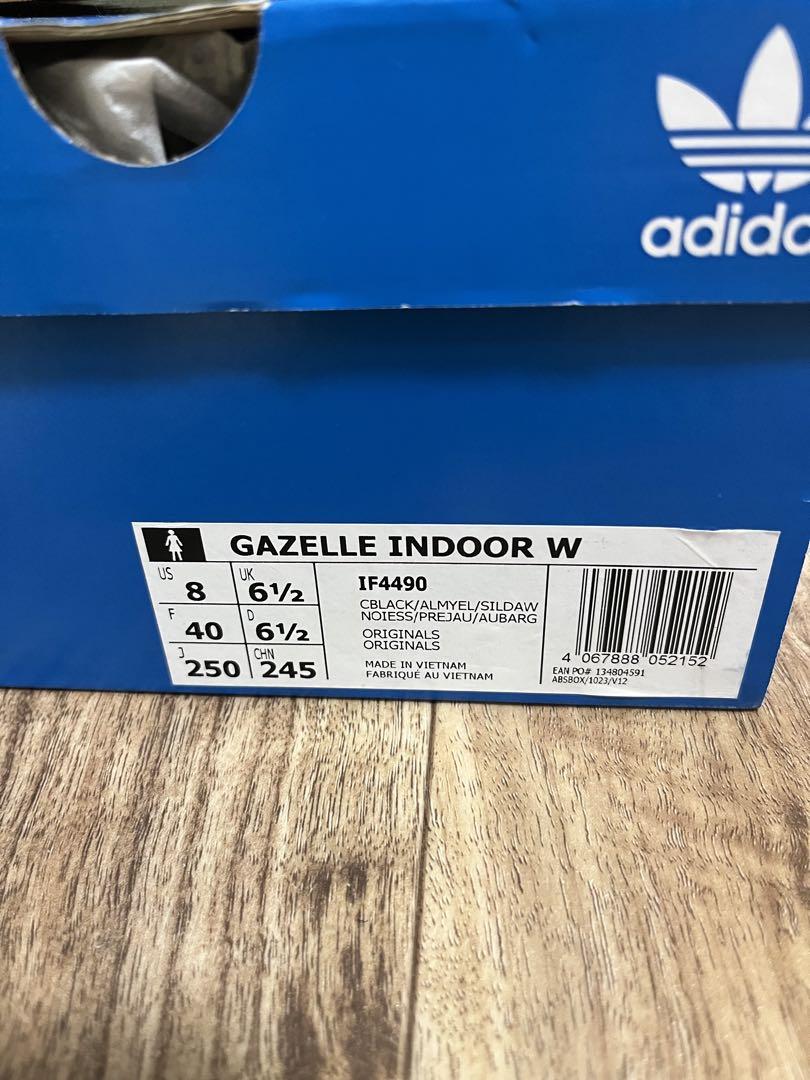 adida
GAZELLE INDOOR W
US 8
UK 6½
F 40
D 6½
J 250
CHN 245
IF4490
CBLACK/ALMYEL/SILDAW
NOIESS/PREJAU/AUBARG
ORIGINALS
ORIGINALS
MADE IN VIETNAM
FABRIQUÉ AU VIETNAM
4 067888 052152
EAN PO# 134804591
ABSBOX/1023/V12